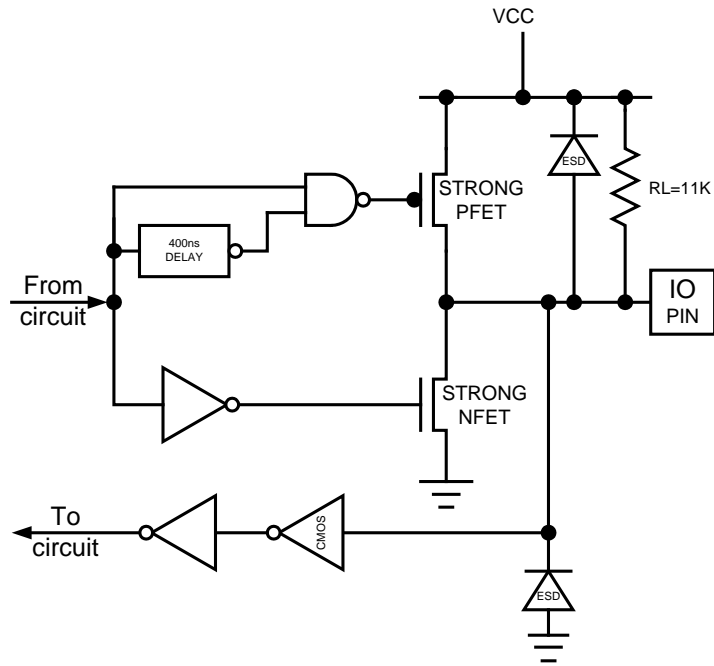 VCC
ESD
RL=11K
STRONG
PFET
400ns
DELAY
From
circuit
IO
PIN
STRONG
NFET
To
circuit
CMOS
ESD